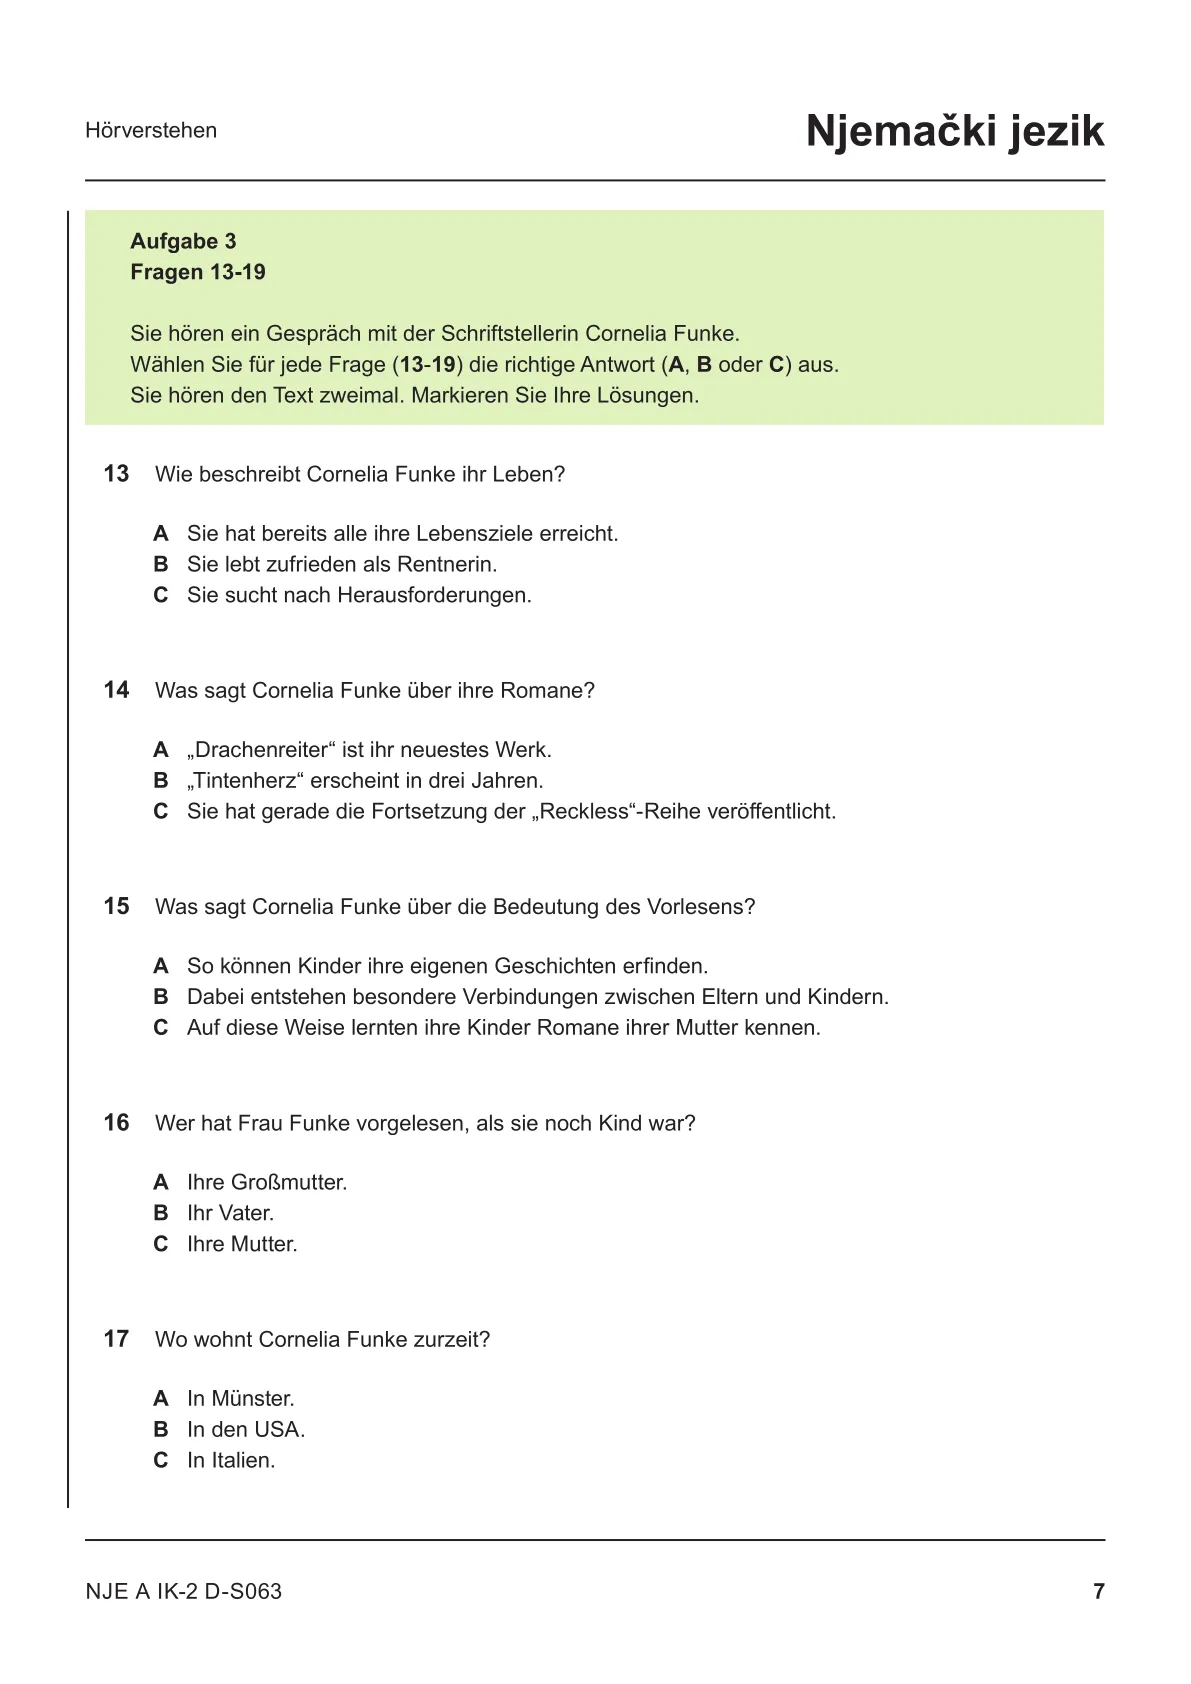 Hörverstehen
Njemački jezik
Aufgabe 3
Fragen 13-19
Sie hören ein Gespräch mit der Schriftstellerin Cornelia Funke.
Wählen Sie für jede Frage (13-19) die richtige Antwort (A, B oder C) aus.
Sie hören den Text zweimal. Markieren Sie Ihre Lösungen.
13 Wie beschreibt Cornelia Funke ihr Leben?
A Sie hat bereits alle ihre Lebensziele erreicht.
B Sie lebt zufrieden als Rentnerin.
C Sie sucht nach Herausforderungen.
14 Was sagt Cornelia Funke über ihre Romane?
A „Drachenreiter“ ist ihr neuestes Werk.
B „Tintenherz“ erscheint in drei Jahren.
C Sie hat gerade die Fortsetzung der „Reckless“-Reihe veröffentlicht.
15 Was sagt Cornelia Funke über die Bedeutung des Vorlesens?
A So können Kinder ihre eigenen Geschichten erfinden.
B Dabei entstehen besondere Verbindungen zwischen Eltern und Kindern.
C Auf diese Weise lernten ihre Kinder Romane ihrer Mutter kennen.
16 Wer hat Frau Funke vorgelesen, als sie noch Kind war?
A Ihre Großmutter.
B Ihr Vater.
C Ihre Mutter.
17 Wo wohnt Cornelia Funke zurzeit?
A In Münster.
B In den USA.
C In Italien.
NJE A IK-2 D-S063
7